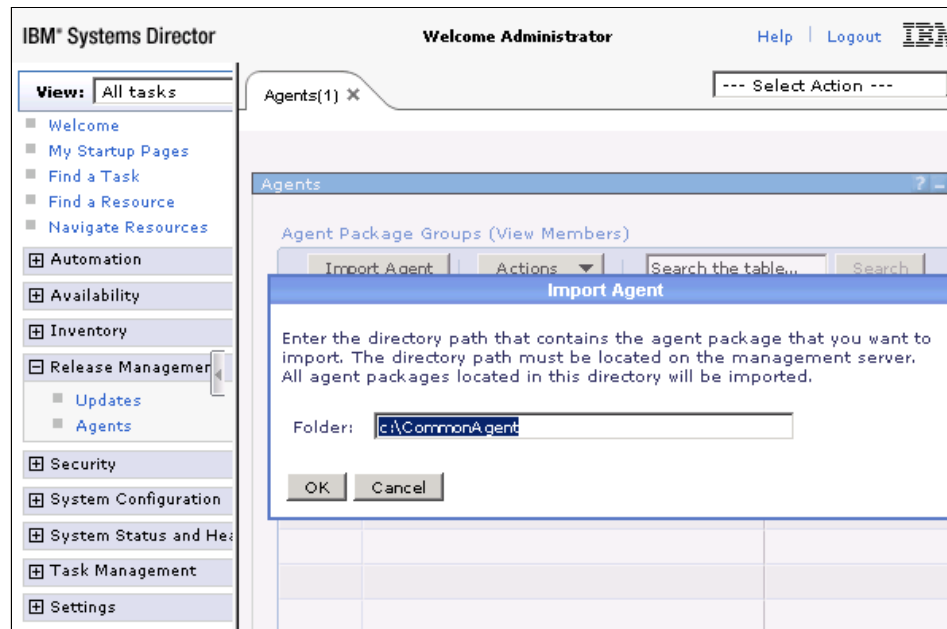 IBM® Systems Director
Welcome Administrator
Help
Logout
IBM
View: All tasks
Agents(1)
--- Select Action ---
Welcome
My Startup Pages
Find a Task
Find a Resource
Navigate Resources
Automation
Availability
Inventory
Release Managemen
Updates
Agents
Security
System Configuration
System Status and Hea
Task Management
Settings
Agents
?
Agent Package Groups (View Members)
Import Agent
Actions
Search the table...
Search
Import Agent
Enter the directory path that contains the agent package that you want to
import. The directory path must be located on the management server.
All agent packages located in this directory will be imported.
Folder: c:\CommonAgent
OK
Cancel